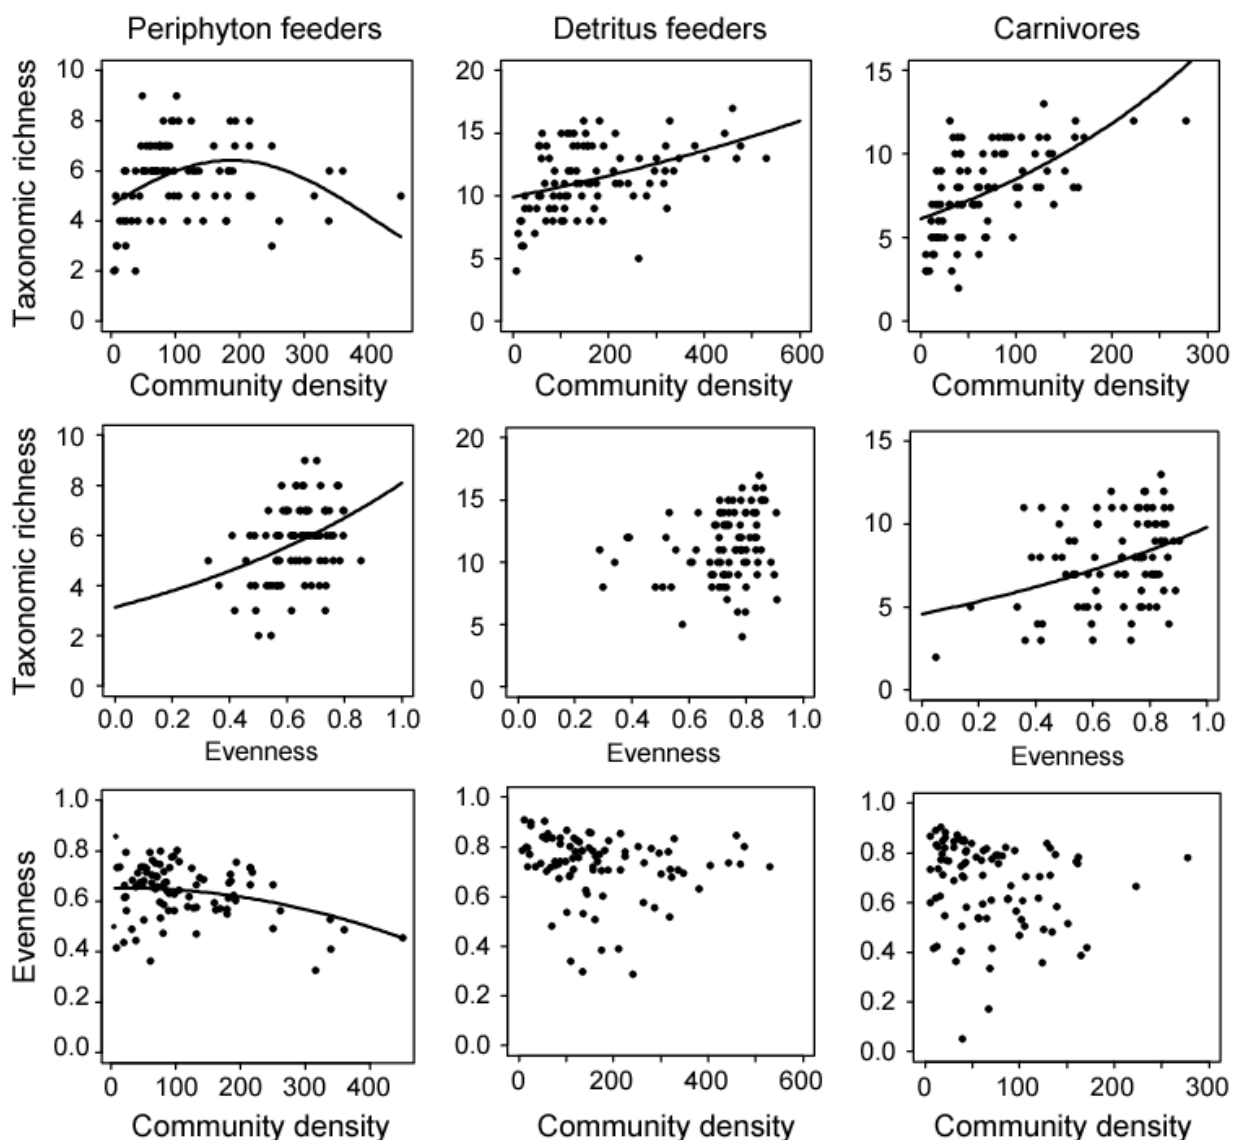 Periphyton feeders Detritus feeders Carnivores
Taxonomic richness
10
8
6
4
2
0
0 100 200 300 400
Community density
20
15
10
5
0
0 200 400 600
Community density
15
10
5
0
0 100 200 300
Community density
Taxonomic richness
10
8
6
4
2
0
0.0 0.2 0.4 0.6 0.8 1.0
Evenness
20
15
10
5
0
0.0 0.2 0.4 0.6 0.8 1.0
Evenness
15
10
5
0
0.0 0.2 0.4 0.6 0.8 1.0
Evenness
Evenness
1.0
0.8
0.6
0.4
0.2
0.0
0 100 200 300 400
Community density
1.0
0.8
0.6
0.4
0.2
0.0
0 200 400 600
Community density
1.0
0.8
0.6
0.4
0.2
0.0
0 100 200 300
Community density